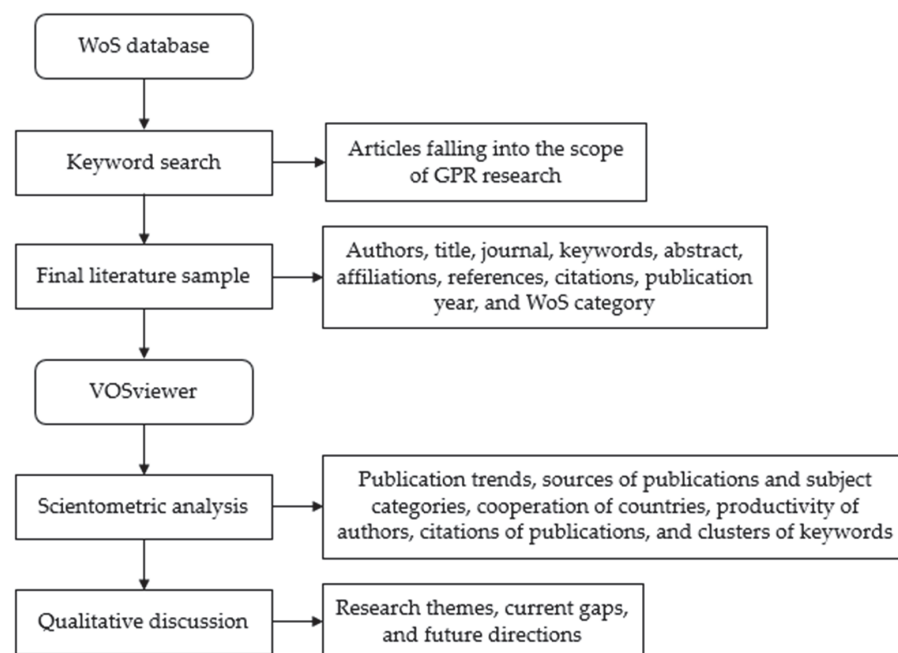 WoS database
Keyword search
Articles falling into the scope
of GPR research
Final literature sample
Authors, title, journal, keywords, abstract,
affiliations, references, citations, publication
year, and WoS category
VOSviewer
Scientometric analysis
Publication trends, sources of publications and subject
categories, cooperation of countries, productivity of
authors, citations of publications, and clusters of keywords
Qualitative discussion
Research themes, current gaps,
and future directions